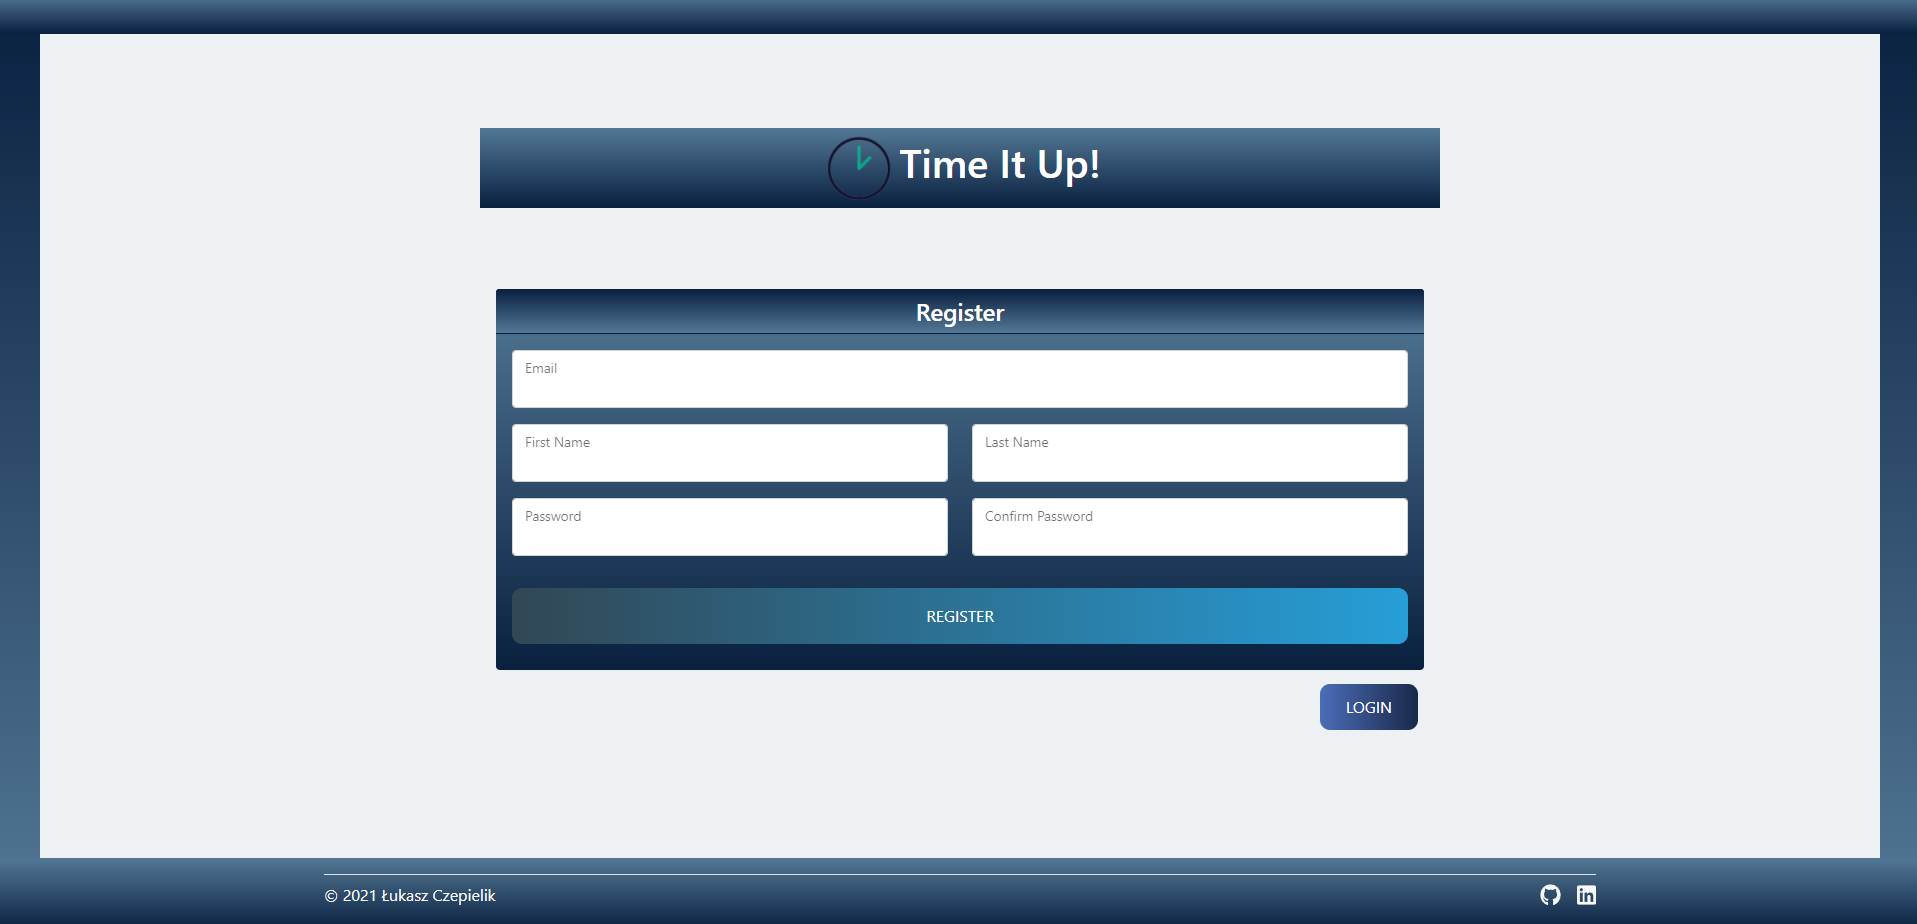 Time It Up!
Register
Email
First Name
Last Name
Password
Confirm Password
REGISTER
LOGIN
© 2021 Łukasz Czepielik